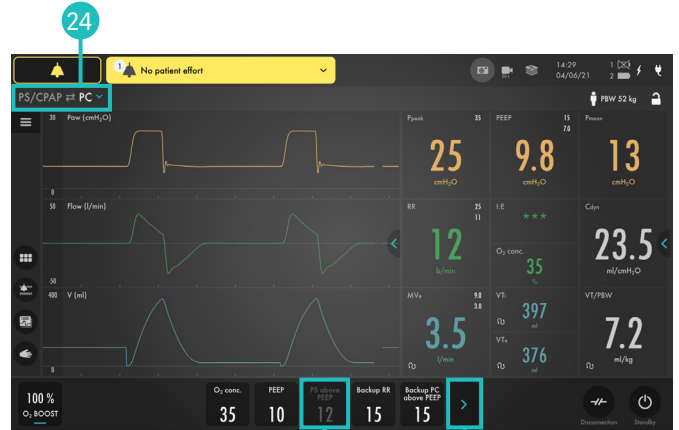 24
1
No patient effort
14:29
04/06/21
1
2
PS/CPAP ⇄ PC
PBW 52 kg
30 Paw (cmH₂O)
0
50 Flow (l/min)
-50
400 V (ml)
0
Ppeak 35
25
cmH₂O
PEEP 15
7.0
9.8
cmH₂O
Pmean
13
cmH₂O
RR 25
11
12
b/min
I:E
***
O₂ conc.
35
%
Cdyn
23.5
ml/cmH₂O
MVe 9.0
3.0
3.5
l/min
VTi
397
ml
VTe
376
ml
VT/PBW
7.2
ml/kg
100 %
O₂ BOOST
O₂ conc.
35
PEEP
10
PS above
PEEP
12
Backup RR
15
Backup PC
above PEEP
15
Disconnection
Standby